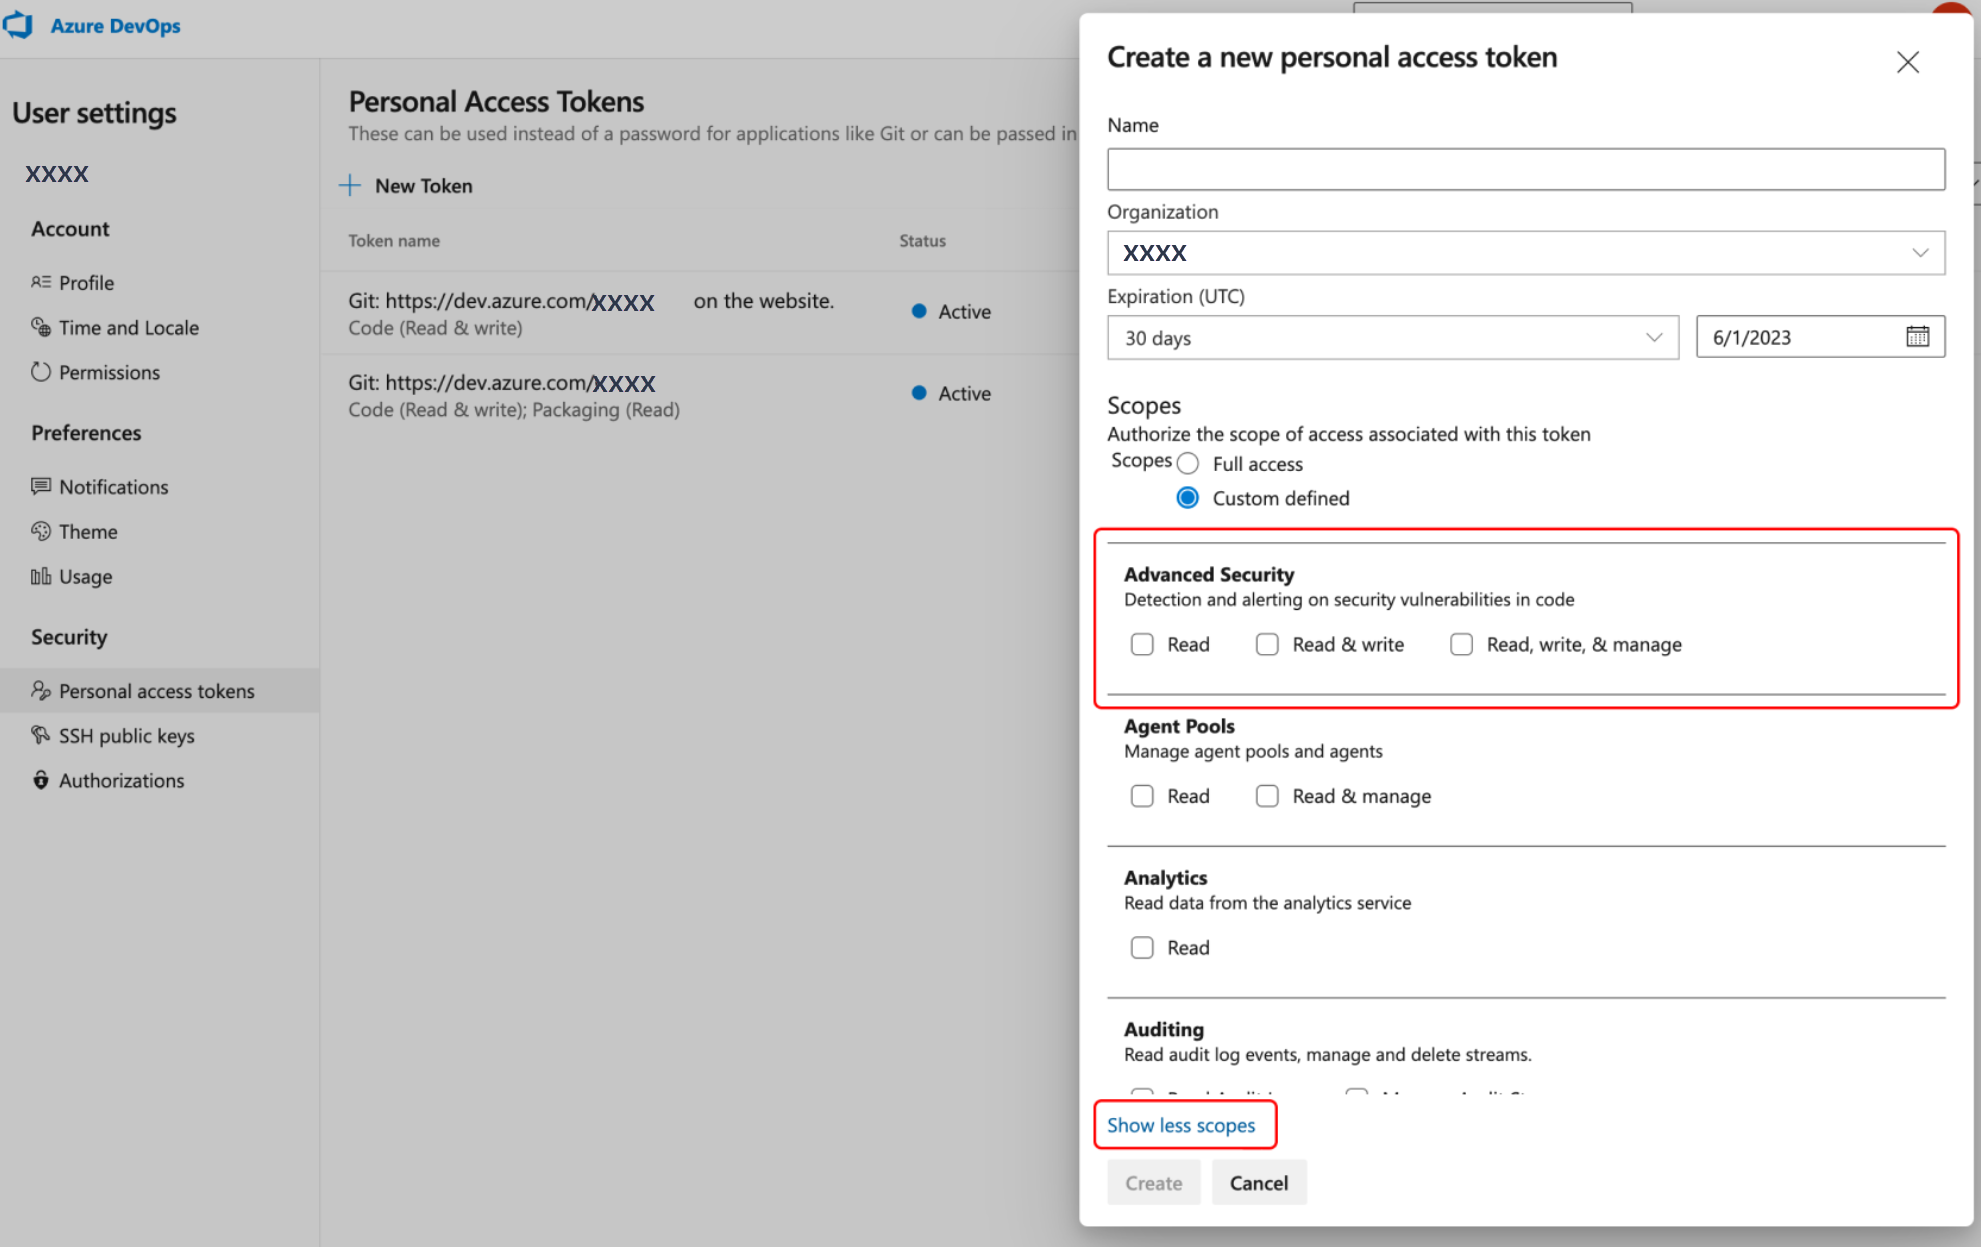 Azure DevOps
User settings
XXXX
Account
Profile
Time and Locale
Permissions
Preferences
Notifications
Theme
Usage
Security
Personal access tokens
SSH public keys
Authorizations
Personal Access Tokens
These can be used instead of a password for applications like Git or can be passed in
New Token
Token name Status
Git: https://dev.azure.com/XXXX on the website. Active
Code (Read & write)
Git: https://dev.azure.com/XXXX Active
Code (Read & write); Packaging (Read)
Create a new personal access token
Name
Organization
XXXX
Expiration (UTC)
30 days 6/1/2023
Scopes
Authorize the scope of access associated with this token
Scopes Full access
Custom defined
Advanced Security
Detection and alerting on security vulnerabilities in code
Read Read & write Read, write, & manage
Agent Pools
Manage agent pools and agents
Read Read & manage
Analytics
Read data from the analytics service
Read
Auditing
Read audit log events, manage and delete streams.
Show less scopes
Create Cancel